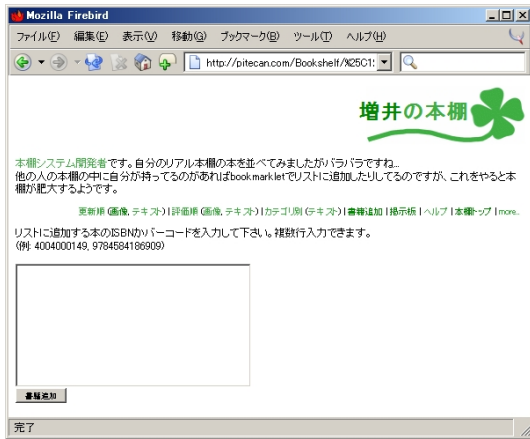 Mozilla Firebird
ファイル(F) 編集(E) 表示(V) 移動(G) ブックマーク(B) ツール(T) ヘルプ(H)
http://pitecan.com/Bookshelf/%25C1:
増井の本棚
本棚システム開発者です。自分のリアル本棚の本を並べてみましたがバラバラですね...
他の人の本棚の中に自分が持ってるのがあればbookmarkletでリストに追加したりしてるのですが、これをやると本
棚が肥大するようです。
更新順 (画像, テキスト) | 評価順 (画像, テキスト) | カテゴリ別 (テキスト) | 書籍追加 | 掲示板 | ヘルプ | 本棚トップ | more..
リストに追加する本のISBNかバーコードを入力して下さい。複数行入力できます。
(例: 4004000149, 9784584186909)
書籍追加
完了